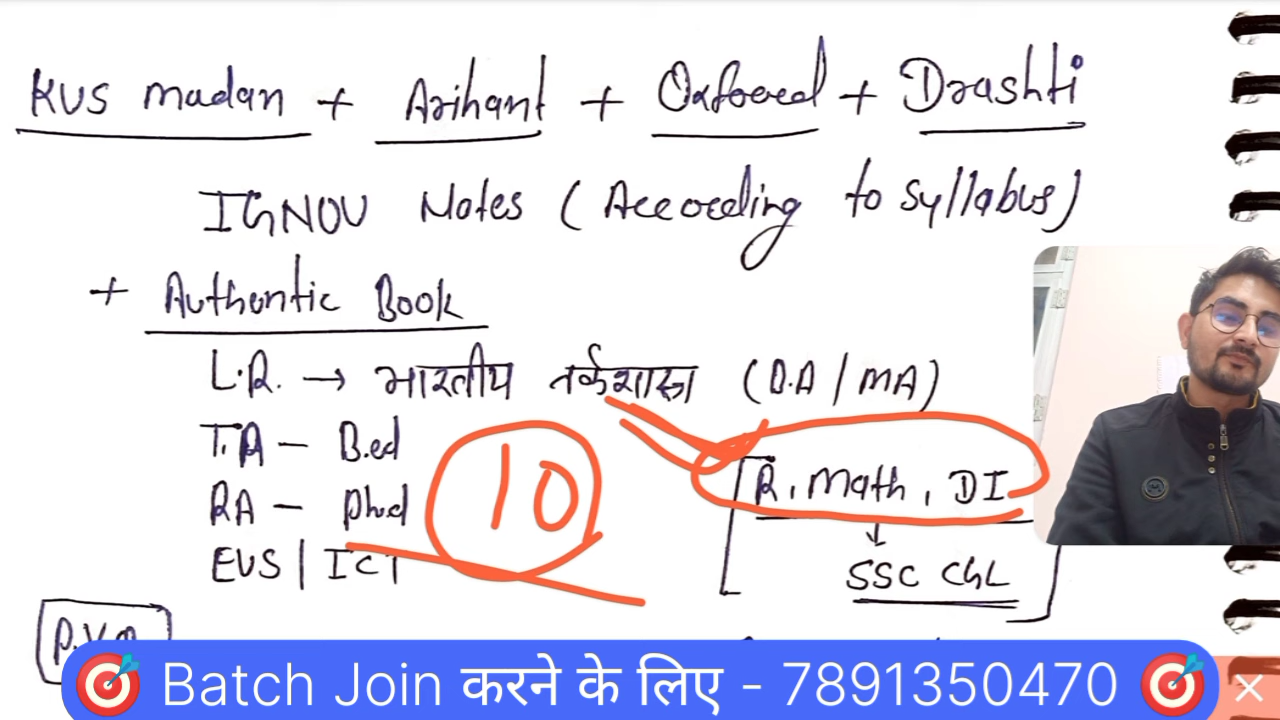 KVS madan + Arihant + Oxfoered + Drashti
IGNOU Notes (According to syllabus)
+ Authentic Book
L.R. → भारतीय तर्कशास्त्र (B.A / MA)
T.A - B.ed
RA - Phd
10
R, Math, DI
EVS | ICT
SSC CGL
P.Y.Q
🎯 Batch Join करने के लिए - 7891350470 🎯